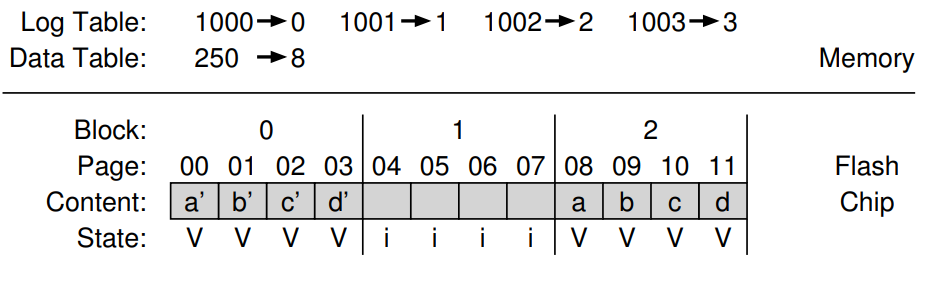 Log Table: 1000→0 1001→1 1002→2 1003→3
Data Table: 250 →8 Memory
Block: 0 1 2
Page: 00 01 02 03 04 05 06 07 08 09 10 11 Flash
Content: a’ b’ c’ d’ a b c d Chip
State: V V V V i i i i V V V V